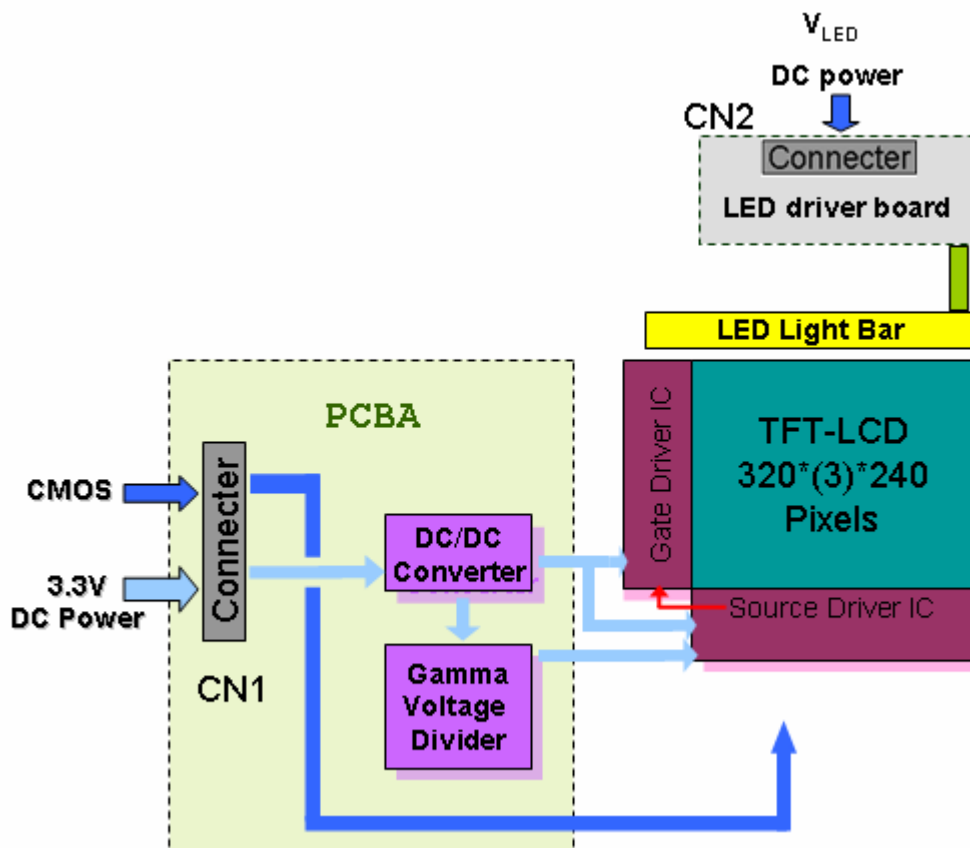 V_LED
DC power
CN2
Connecter
LED driver board
LED Light Bar
PCBA
Gate Driver IC
TFT-LCD
320*(3)*240
Pixels
CMOS
Connecter
DC/DC
Converter
3.3V
DC Power
Source Driver IC
CN1
Gamma
Voltage
Divider